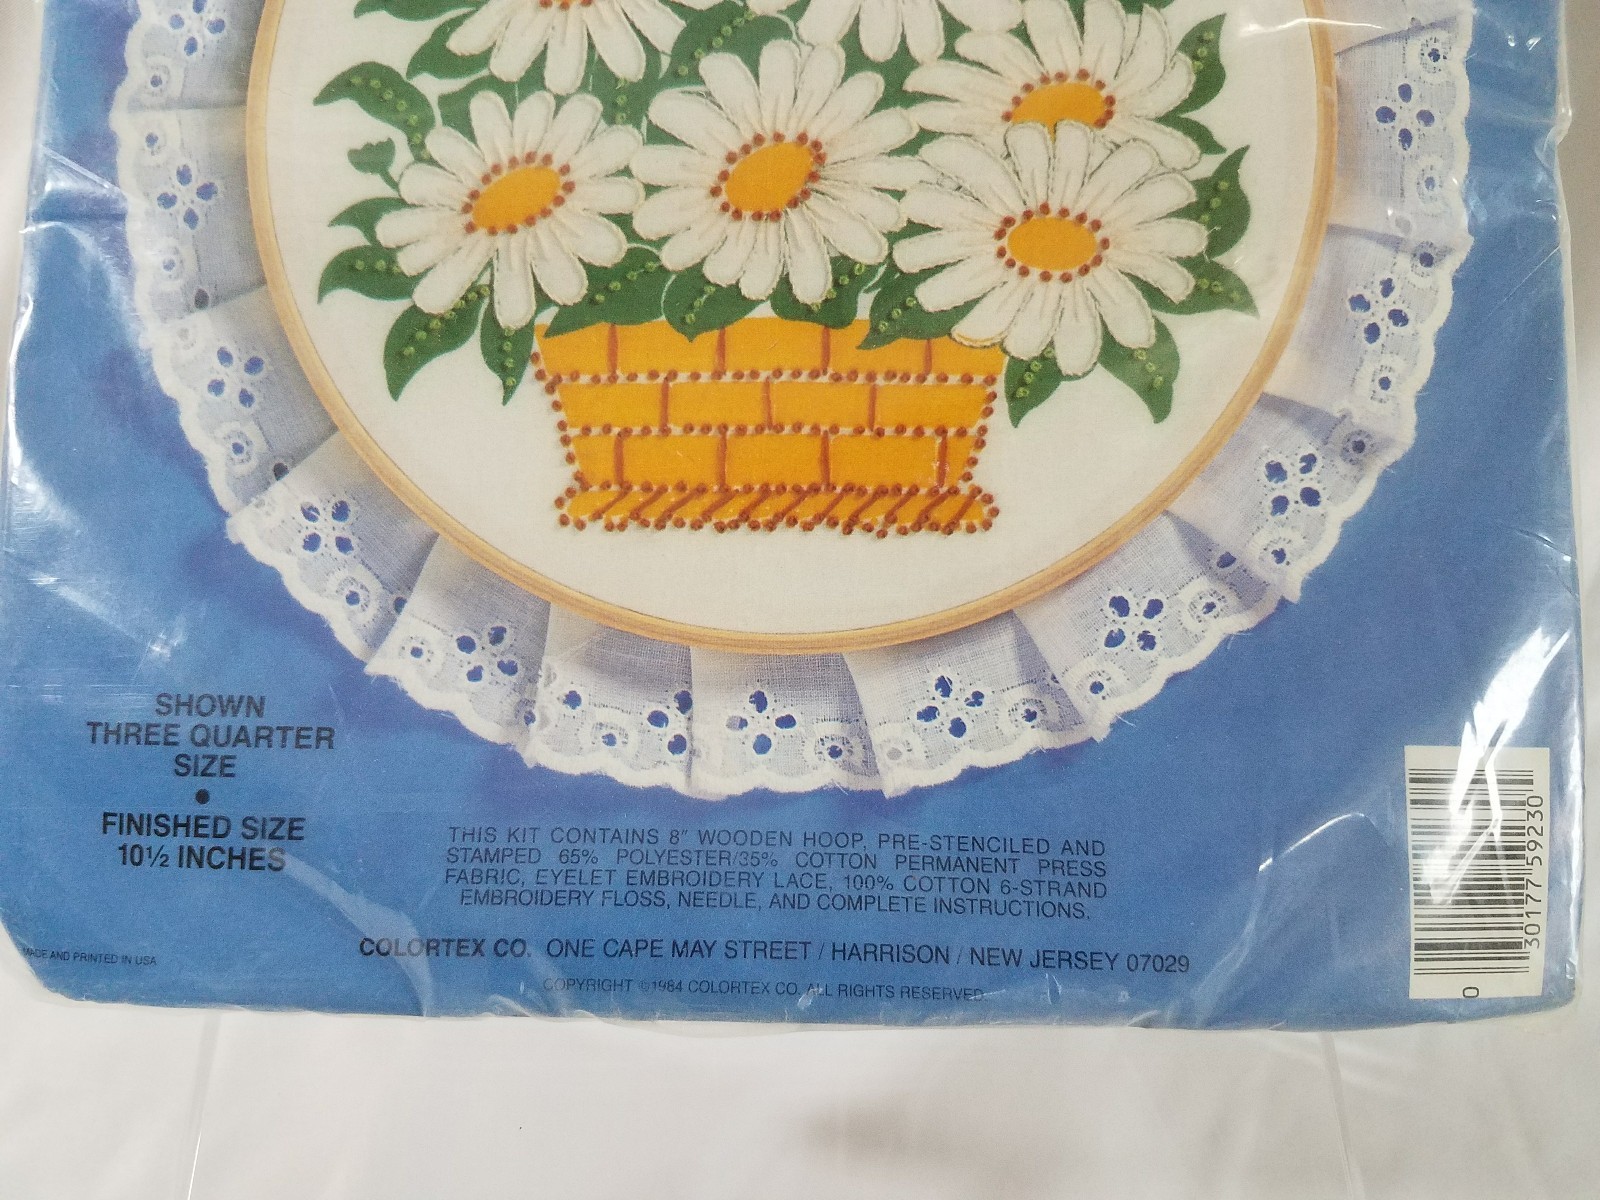 SHOWN
THREE QUARTER
SIZE
•
FINISHED SIZE
10½ INCHES
THIS KIT CONTAINS 8" WOODEN HOOP, PRE-STENCILED AND
STAMPED 65% POLYESTER/35% COTTON PERMANENT PRESS
FABRIC, EYELET EMBROIDERY LACE, 100% COTTON 6-STRAND
EMBROIDERY FLOSS, NEEDLE, AND COMPLETE INSTRUCTIONS.
MADE AND PRINTED IN USA
COLORTEX CO. ONE CAPE MAY STREET / HARRISON / NEW JERSEY 07029
COPYRIGHT ©1984 COLORTEX CO. ALL RIGHTS RESERVED.
0
30177 59230